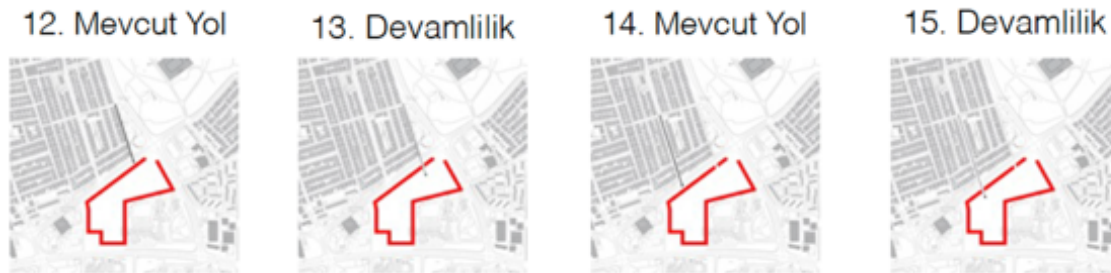 12. Mevcut Yol
13. Devamlilik
14. Mevcut Yol
15. Devamlilik